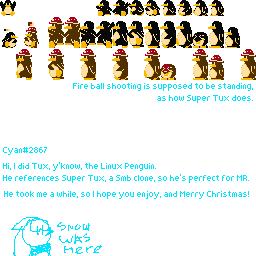 Fire ball shooting is supposed to be standing,
as how Super Tux does.
Cyan#2867
Hi, I did Tux, y'know, the Linux Penguin.
He references Super Tux, a Smb clone, so he's perfect for MR.
He took me a while, so I hope you enjoy, and Merry Christmas!
SNOM
WAS
HERE